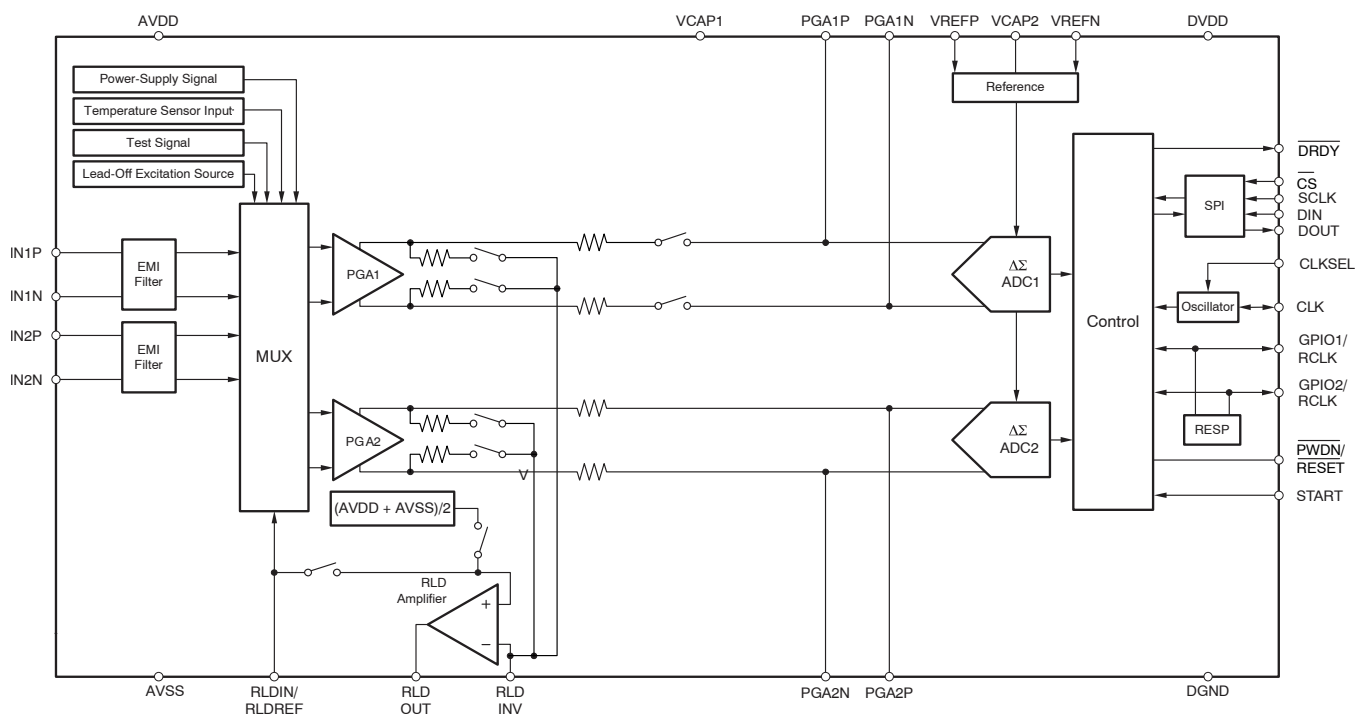 AVDD
VCAP1
PGA1P
PGA1N
VREFP
VCAP2
VREFN
DVDD
Power-Supply Signal
Temperature Sensor Input
Test Signal
Lead-Off Excitation Source
Reference
DRDY
CS
SCLK
DIN
DOUT
SPI
CLKSEL
Oscillator
CLK
GPIO1/
RCLK
GPIO2/
RCLK
RESP
PWDN/
RESET
START
Control
IN1P
IN1N
IN2P
IN2N
EMI
Filter
EMI
Filter
MUX
PGA1
PGA2
ΔΣ
ADC1
ΔΣ
ADC2
V
(AVDD + AVSS)/2
RLD
Amplifier
+
−
AVSS
RLDIN/
RLDREF
RLD
OUT
RLD
INV
PGA2N
PGA2P
DGND